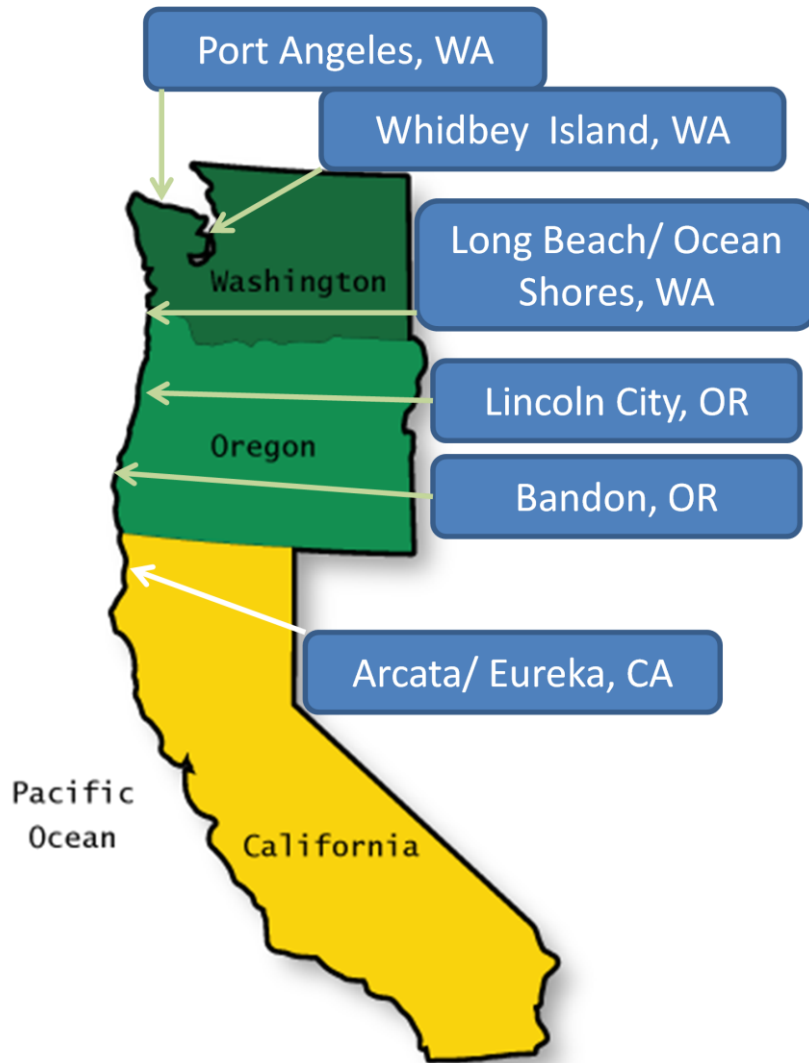 Port Angeles, WA
Whidbey  Island, WA
Long Beach/ Ocean
Shores, WA
Washington
Lincoln City, OR
Oregon
Bandon, OR
Arcata/ Eureka, CA
Pacific
Ocean
California